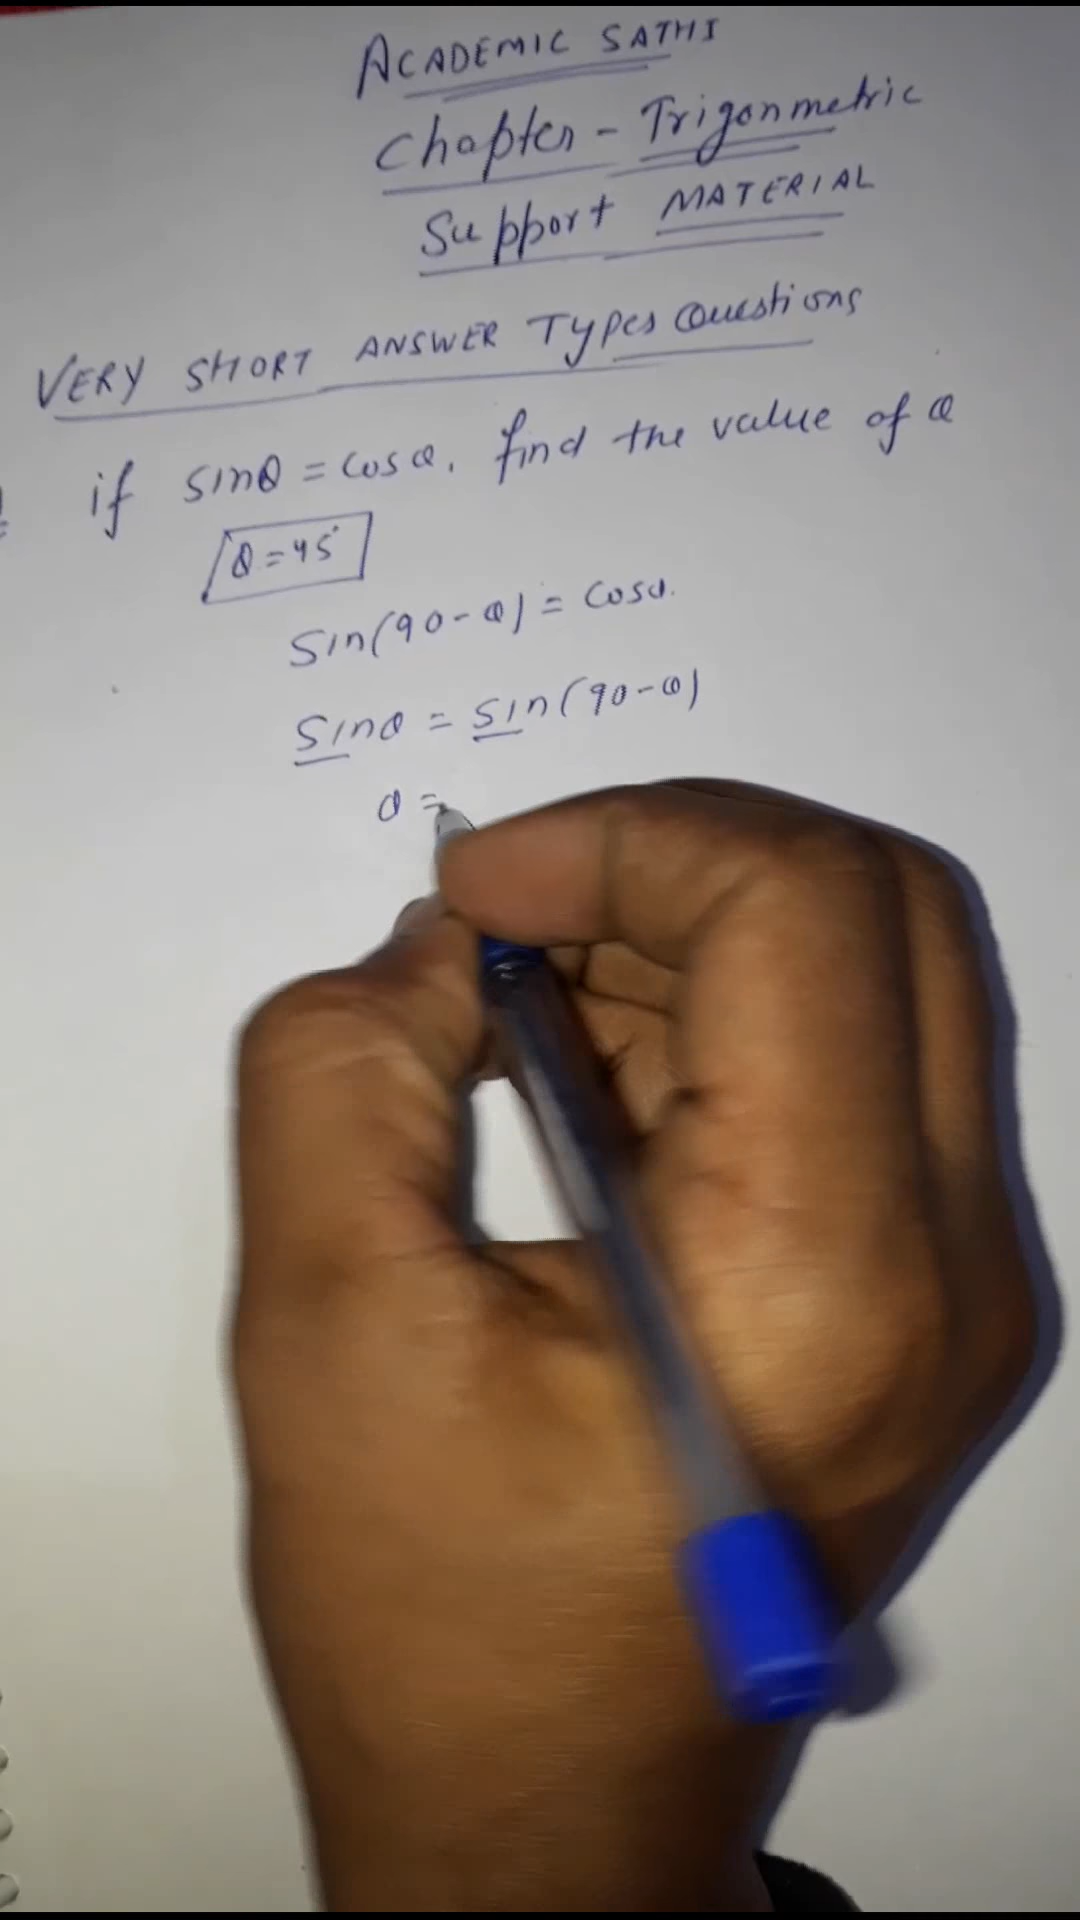 ACADEMIC SATHI
Chapter - Trigonmetric
Support MATERIAL
VERY SHORT ANSWER Types Questions
if sinθ = cosθ. find the value of θ
θ = 45°
Sin(90-θ) = Cosθ.
Sinθ = Sin(90-θ)
θ =